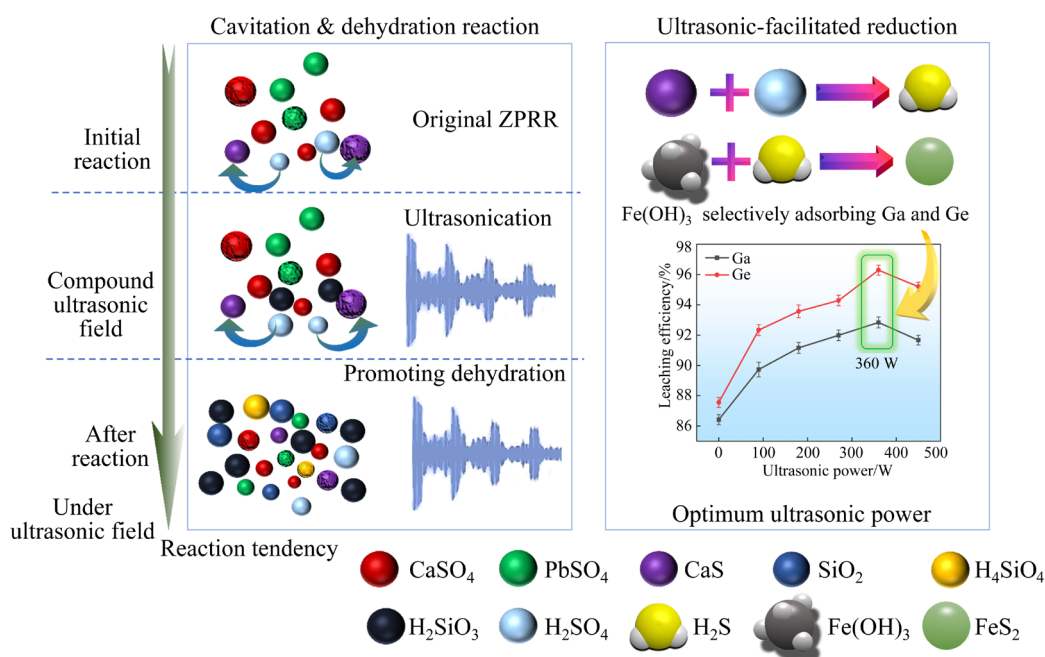 Cavitation & dehydration reaction
Original ZPRR
Initial
reaction
Ultrasonication
Compound
ultrasonic
field
Promoting dehydration
After
reaction
Under
ultrasonic field
Reaction tendency
Ultrasonic-facilitated reduction
Fe(OH)₃ selectively adsorbing Ga and Ge
98
96
94
92
90
88
86
Leaching efficiency/%
Ga
Ge
360 W
0 100 200 300 400 500
Ultrasonic power/W
Optimum ultrasonic power
CaSO₄ PbSO₄ CaS SiO₂ H₄SiO₄
H₂SiO₃ H₂SO₄ H₂S Fe(OH)₃ FeS₂